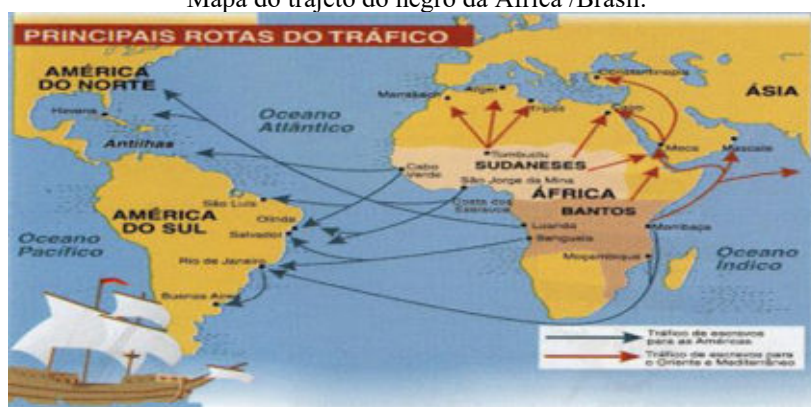 Mapa do trajeto do negro da África /Brasil.
PRINCIPAIS ROTAS DO TRÁFICO
AMÉRICA
DO NORTE
Havana
Antilhas
Oceano
Atlântico
Marrakech
Argel
Trípoli
Constantinopla
Cairo
ÁSIA
Meca
Mascate
Tombuctu
SUDANESES
Cabo
Verde
São Jorge da Mina
ÁFRICA
Costa dos
Escravos
BANTOS
São Luís
AMÉRICA
DO SUL
Olinda
Salvador
Luanda
Benguela
Mombaça
Oceano
Pacífico
Rio de Janeiro
Moçambique
Oceano
Índico
Buenos Aires
Tráfico de escravos
para as Américas
Tráfico de escravos para
o Oriente e Mediterrâneo